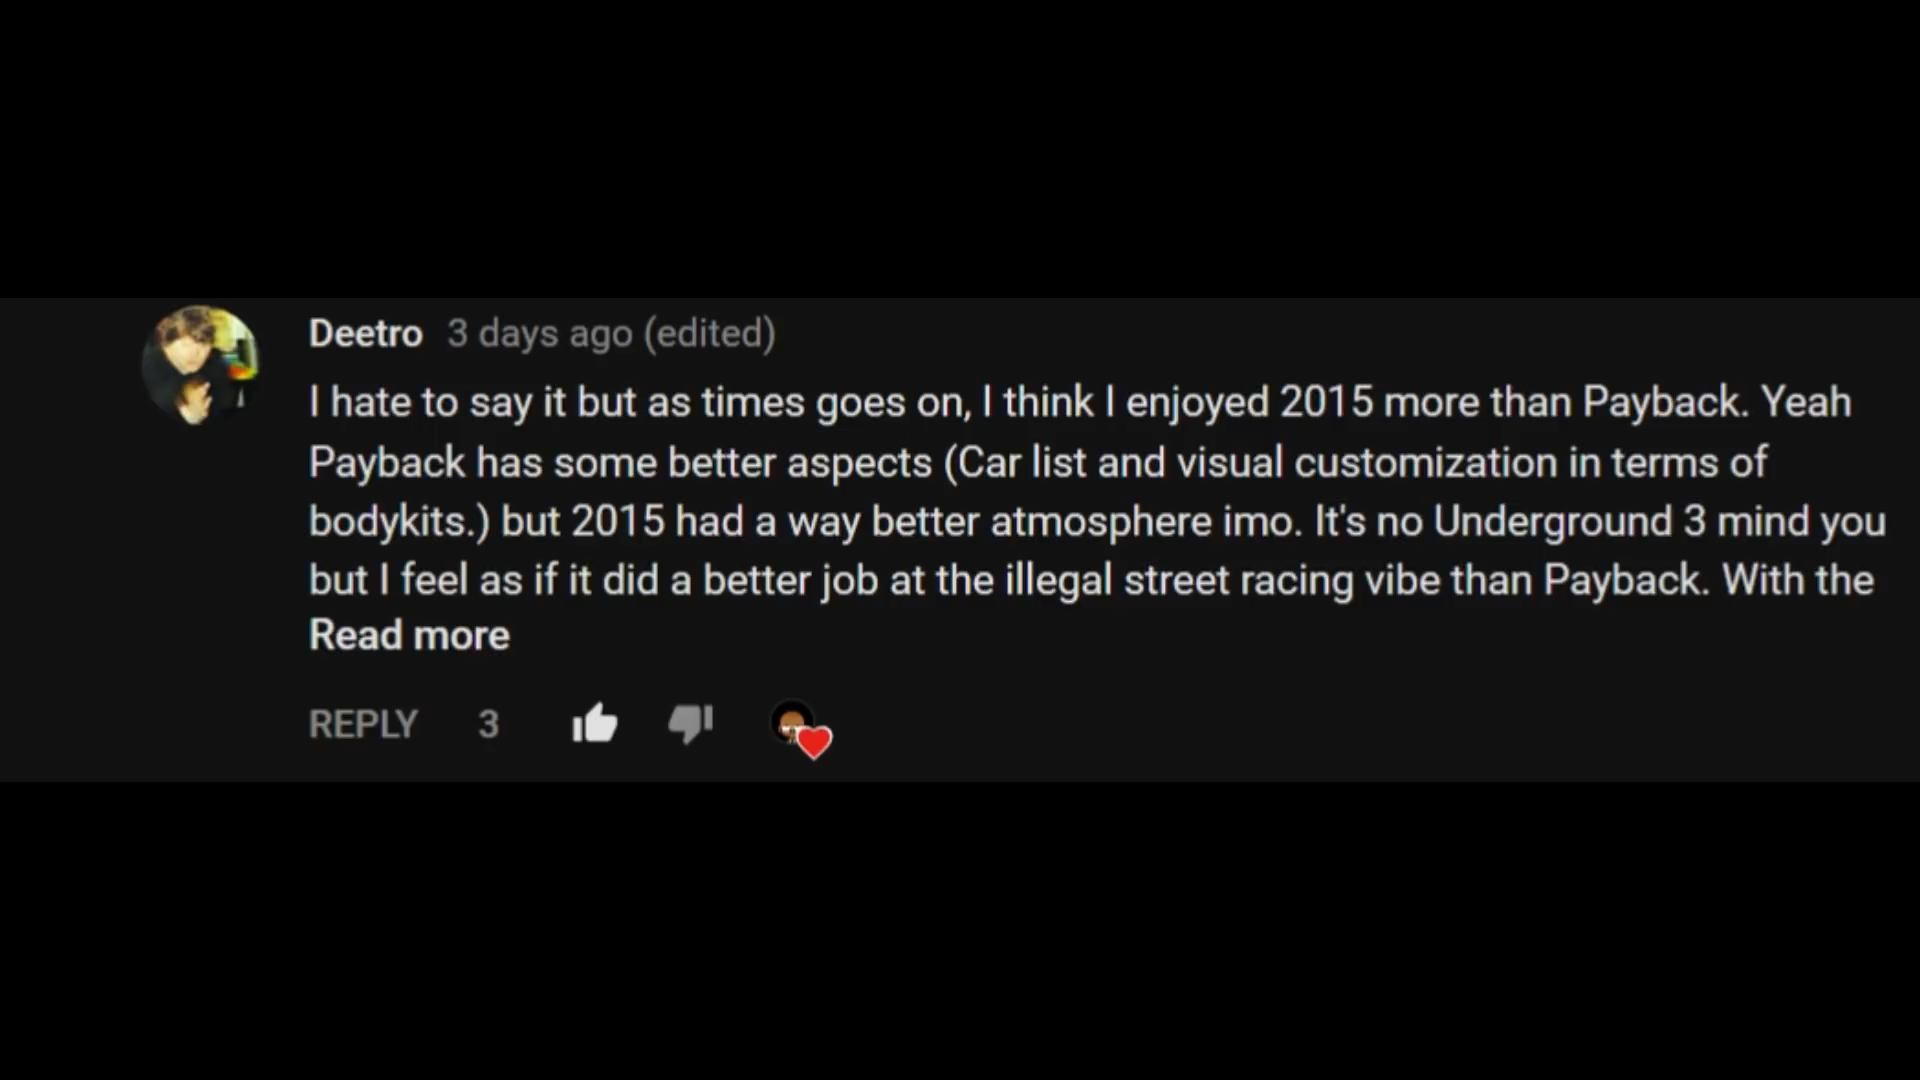 Deetro 3 days ago (edited)
I hate to say it but as times goes on, I think I enjoyed 2015 more than Payback. Yeah
Payback has some better aspects (Car list and visual customization in terms of
bodykits.) but 2015 had a way better atmosphere imo. It's no Underground 3 mind you
but I feel as if it did a better job at the illegal street racing vibe than Payback. With the
Read more
REPLY 3